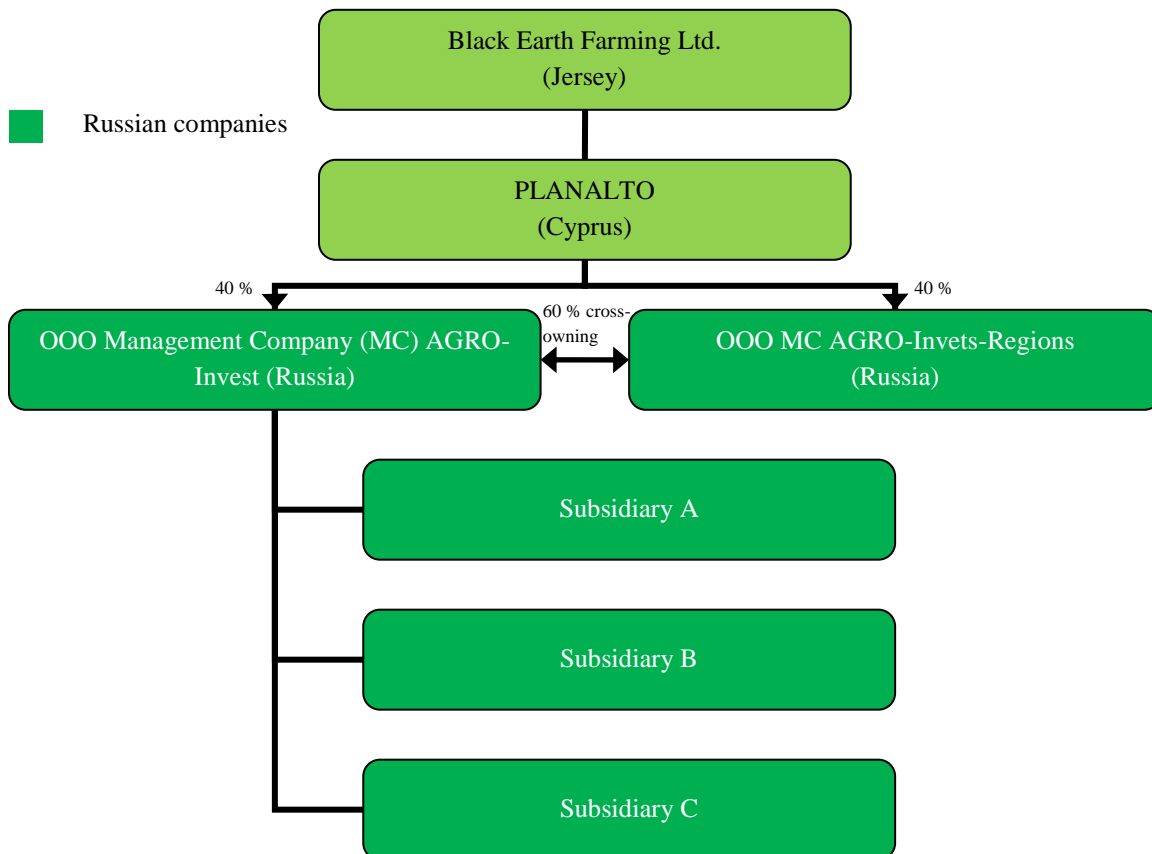 Black Earth Farming Ltd.
(Jersey)
Russian companies
PLANALTO
(Cyprus)
40 %
40 %
60 % cross-
owning
OOO Management Company (MC) AGRO-
Invest (Russia)
OOO MC AGRO-Invets-Regions
(Russia)
Subsidiary A
Subsidiary B
Subsidiary C